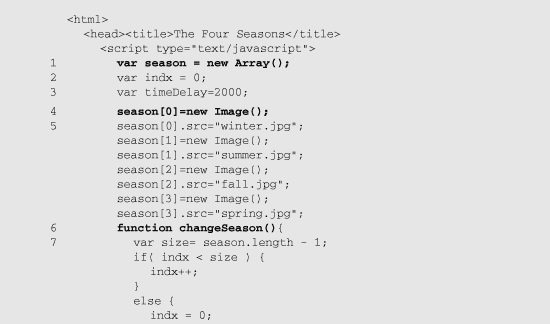 <html>
<head><title>The Four Seasons</title>
<script type="text/javascript">
1 var season = new Array();
2 var indx = 0;
3 var timeDelay=2000;
4 season[0]=new Image();
5 season[0].src="winter.jpg";
season[1]=new Image();
season[1].src="summer.jpg";
season[2]=new Image();
season[2].src="fall.jpg";
season[3]=new Image();
season[3].src="spring.jpg";
6 function changeSeason(){
7 var size= season.length - 1;
if( indx < size ) {
indx++;
}
else {
indx = 0;